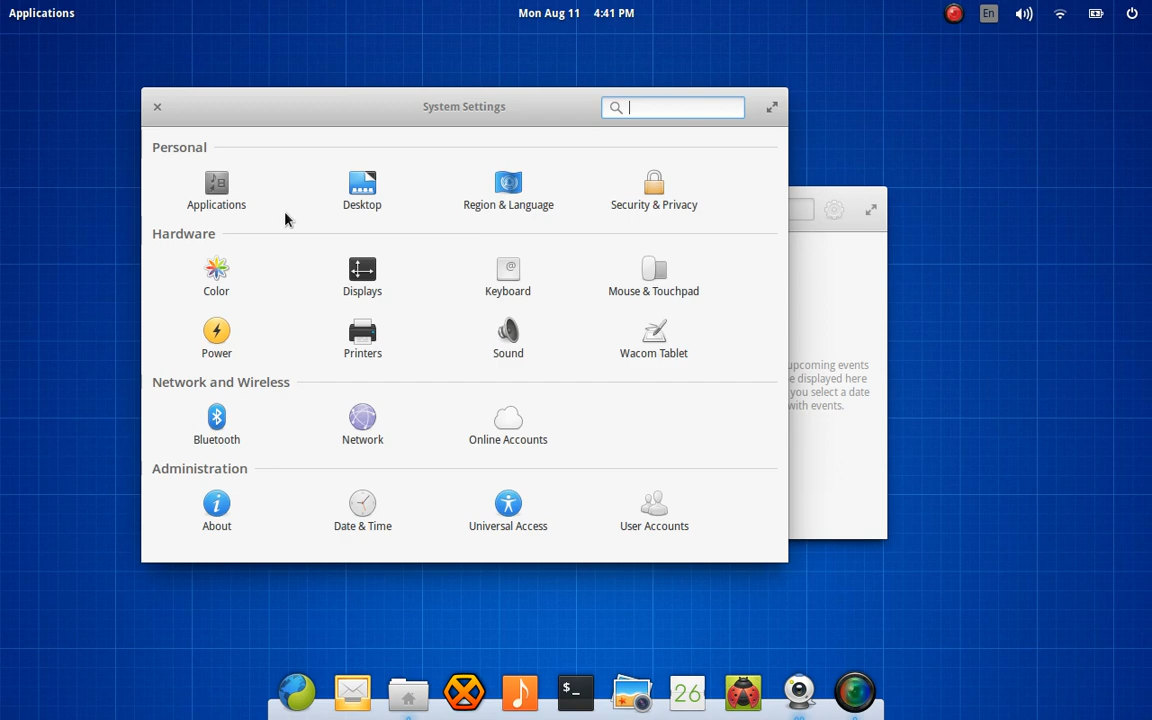 Applications
Mon Aug 11 4:41 PM
En
System Settings
Personal
Applications
Desktop
Region & Language
Security & Privacy
Hardware
Color
Displays
Keyboard
Mouse & Touchpad
Power
Printers
Sound
Wacom Tablet
Network and Wireless
Bluetooth
Network
Online Accounts
Administration
About
Date & Time
Universal Access
User Accounts
upcoming events
displayed here
you select a date
with events.
26